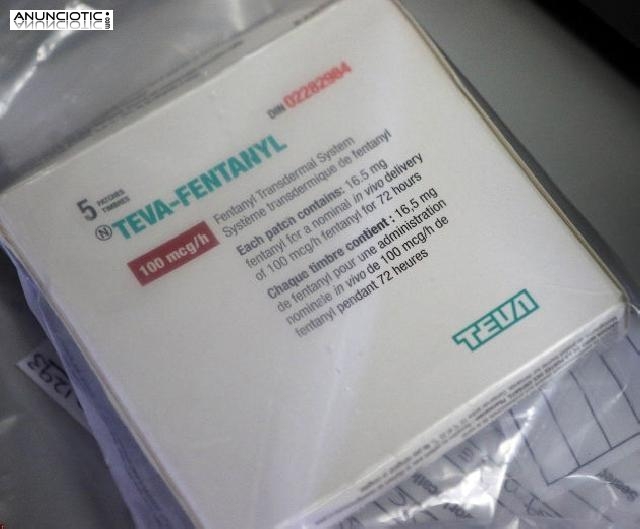 ANUNCIOTIC.com
DIN 02282984
5 PATCHES
TIMBRES
N TEVA-FENTANYL
100 mcg/h
Fentanyl Transdermal System
Système transdermique de fentanyl
Each patch contains: 16.5 mg
fentanyl for a nominal in vivo delivery
of 100 mcg/h fentanyl for 72 hours
Chaque timbre contient : 16,5 mg
de fentanyl pour une administration
nominale in vivo de 100 mcg/h de
fentanyl pendant 72 heures
TEVA
1293